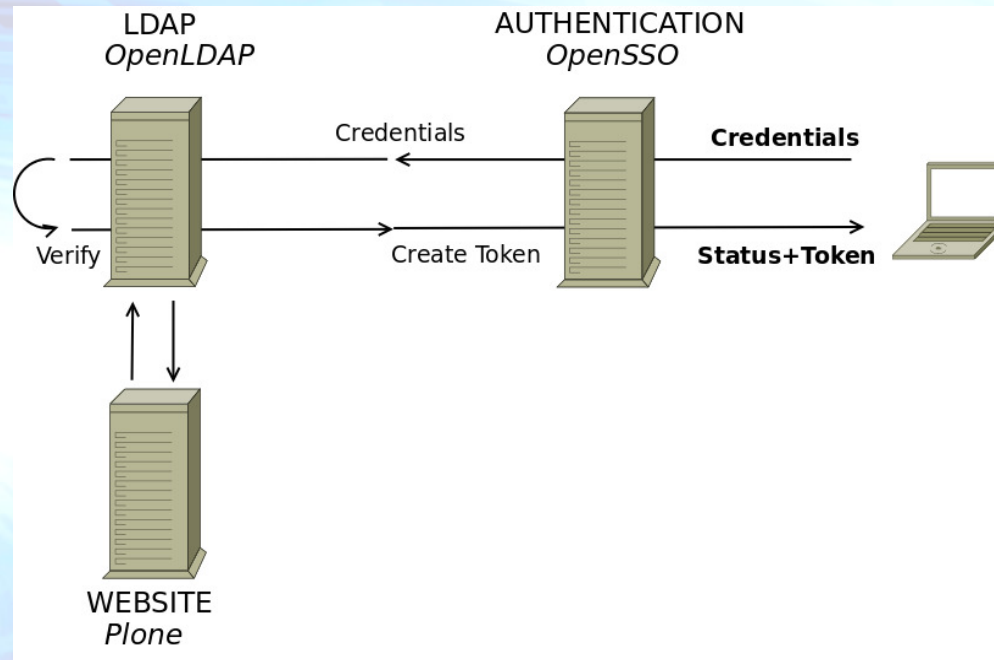 LDAP
OpenLDAP
AUTHENTICATION
OpenSSO
Credentials
Credentials
Verify
Create Token
Status+Token
WEBSITE
Plone